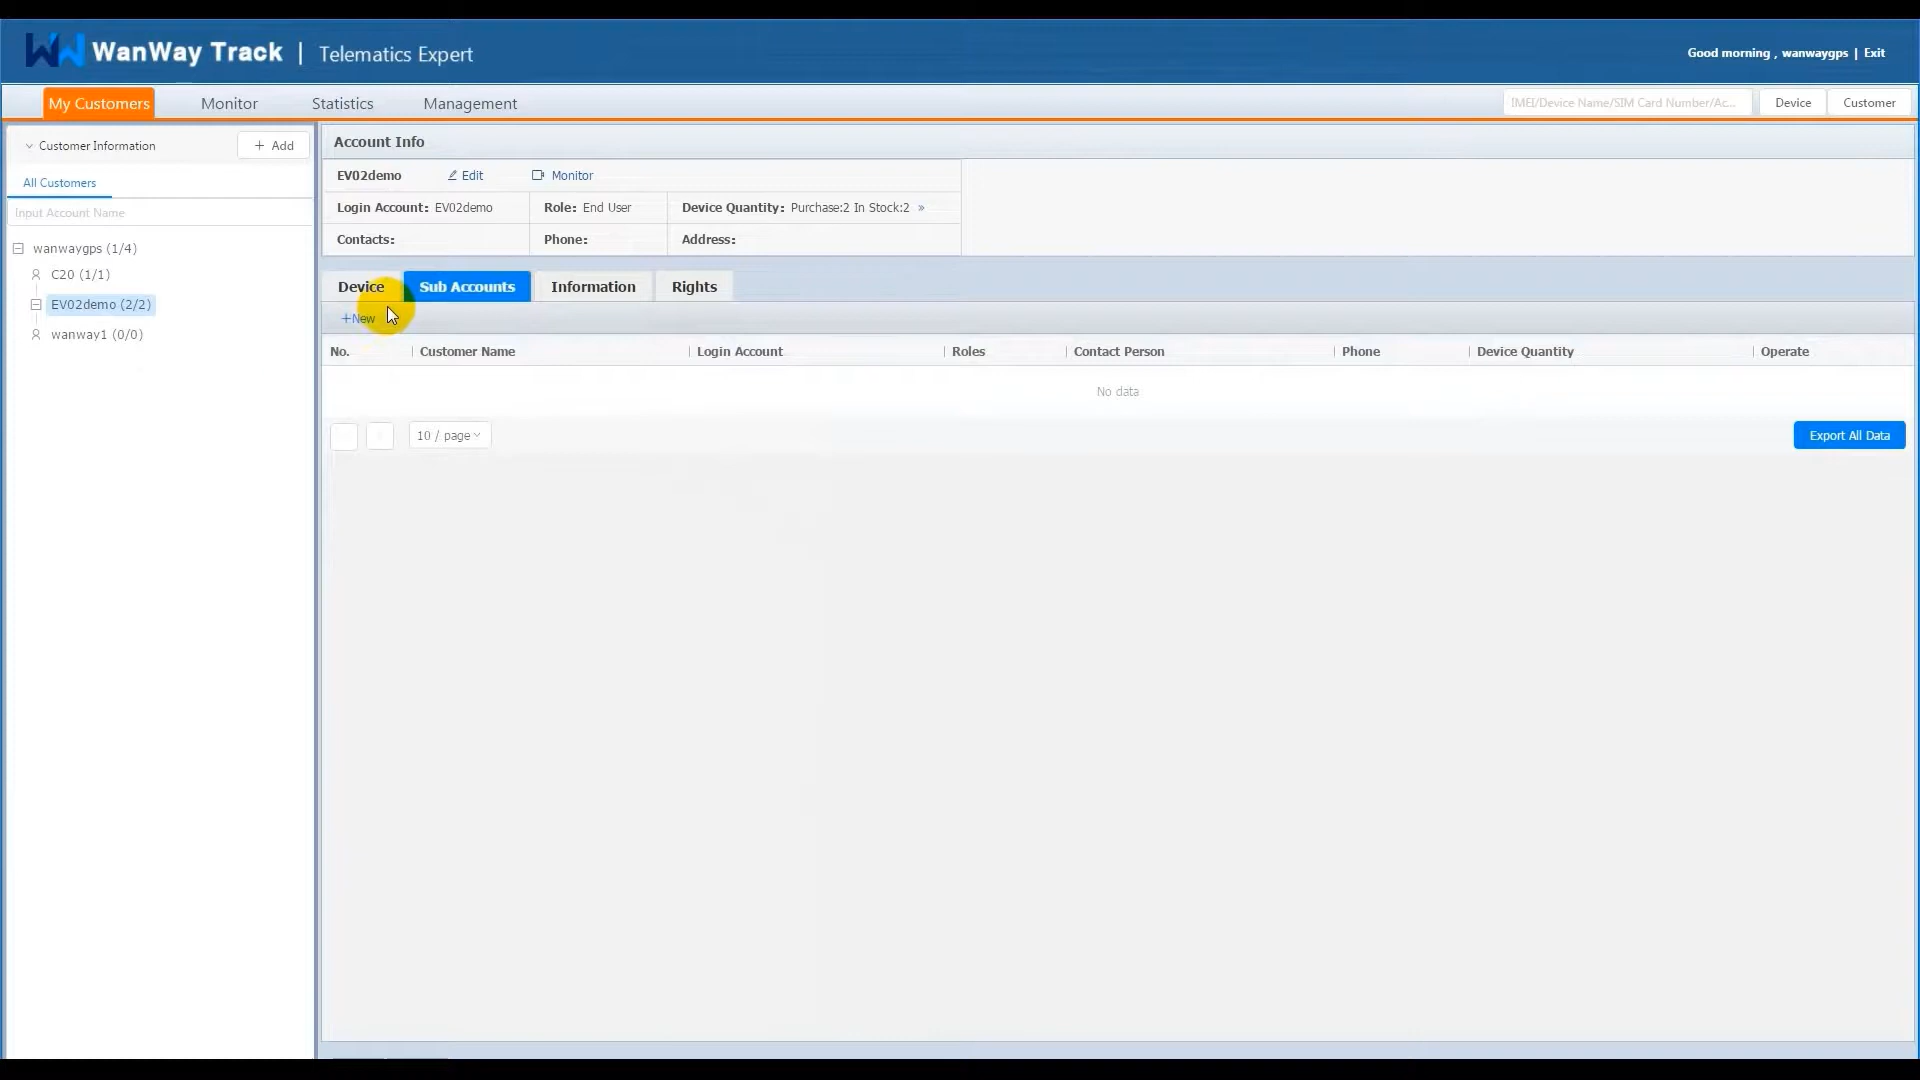 WanWay Track | Telematics Expert
Good morning , wanwaygps | Exit
My Customers Monitor Statistics Management
IMEI/Device Name/SIM Card Number/Ac... Device Customer
Customer Information + Add
All Customers
Input Account Name
wanwaygps (1/4)
C20 (1/1)
EV02demo (2/2)
wanway1 (0/0)
Account Info
EV02demo Edit Monitor
Login Account: EV02demo Role: End User Device Quantity: Purchase:2 In Stock:2 »
Contacts: Phone: Address:
Device Sub Accounts Information Rights
+New
No. Customer Name Login Account Roles Contact Person Phone Device Quantity Operate
No data
10 / page
Export All Data